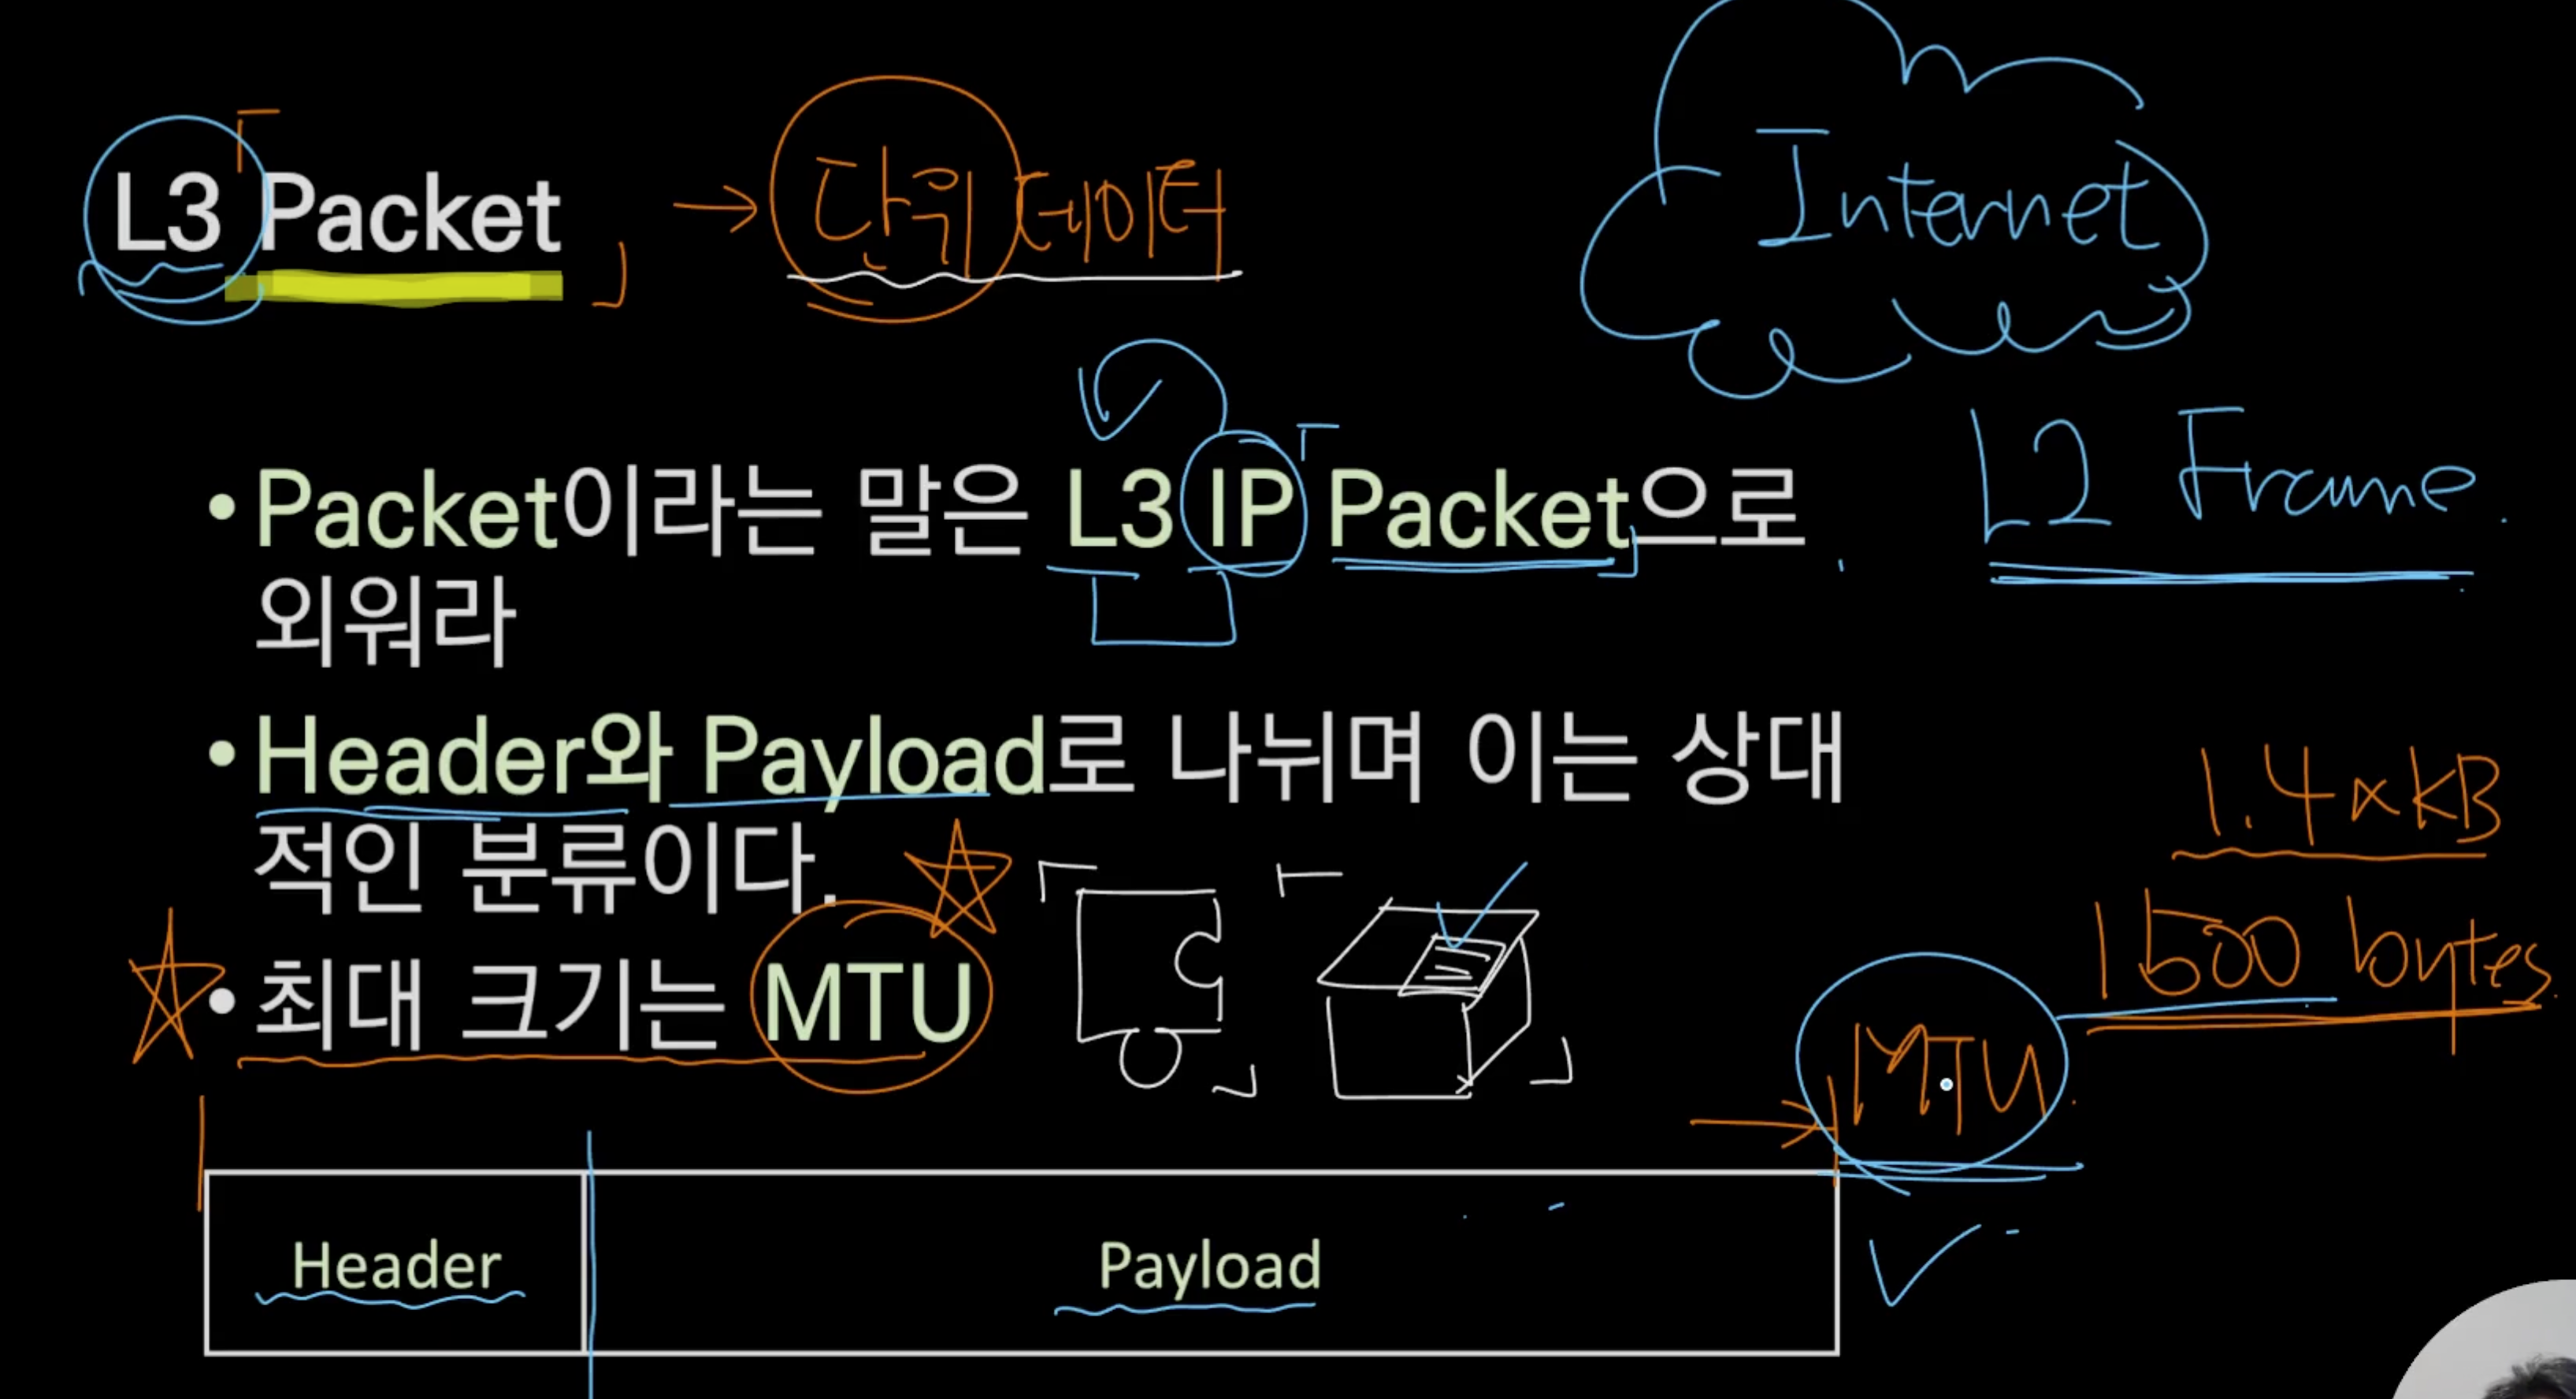 L3 Packet → 단위 데이터
Internet
• Packet이라는 말은 L3 IP Packet으로
외워라
L2 Frame.
• Header와 Payload로 나뉘며 이는 상대
적인 분류이다.
1.4xkB
1500 bytes
• 최대 크기는 MTU
MTU
Header
Payload